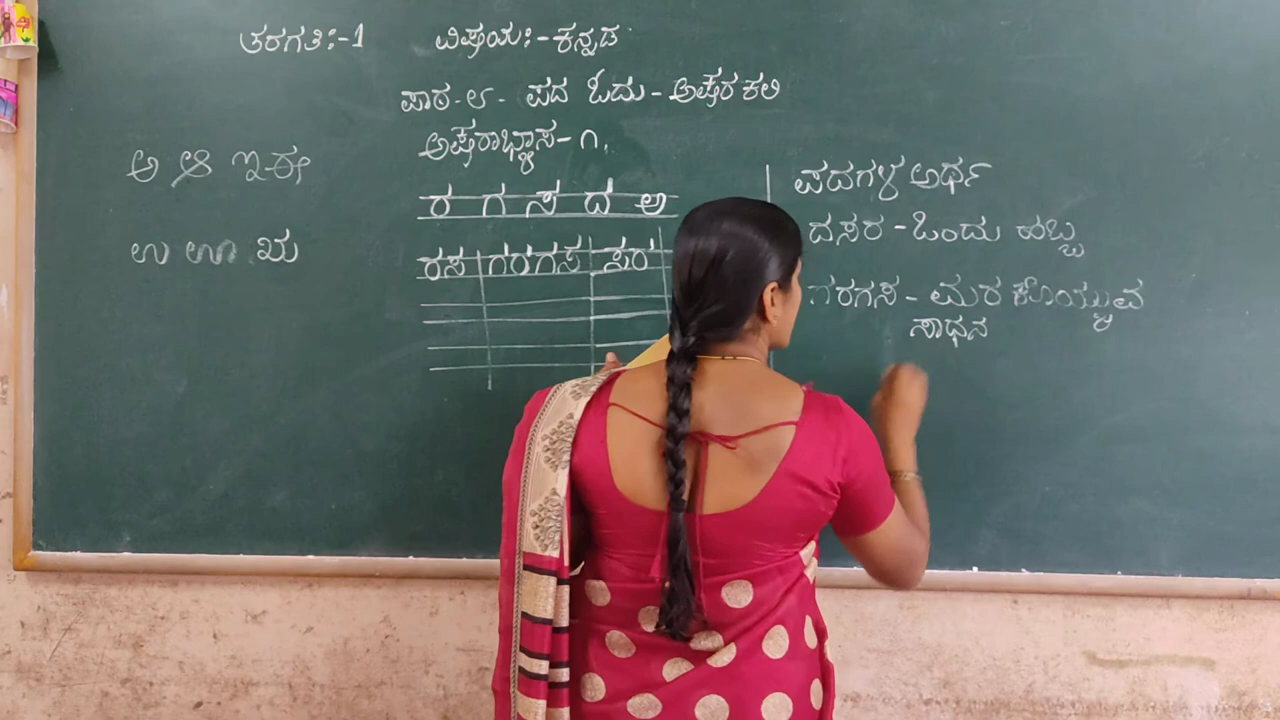 ತರಗತಿ:-1 ವಿಷಯ:-ಕನ್ನಡ
ಪಾಠ-೮- ಪದ ಓದು - ಅಕ್ಷರ ಕಲಿ
ಅಕ್ಷರಾಭ್ಯಾಸ-೧.
ಅ ಆ ಇ-ಈ
ಉ ಊ ಋ
ರ ಗ ಸ ದ ಅ
ರಸ ಗರಗಸ ಸರ
ಪದಗಳ ಅರ್ಥ
ದಸರ - ಒಂದು ಹಬ್ಬ
ಗರಗಸ - ಮರ ಕೊಯ್ಯುವ
ಸಾಧನ